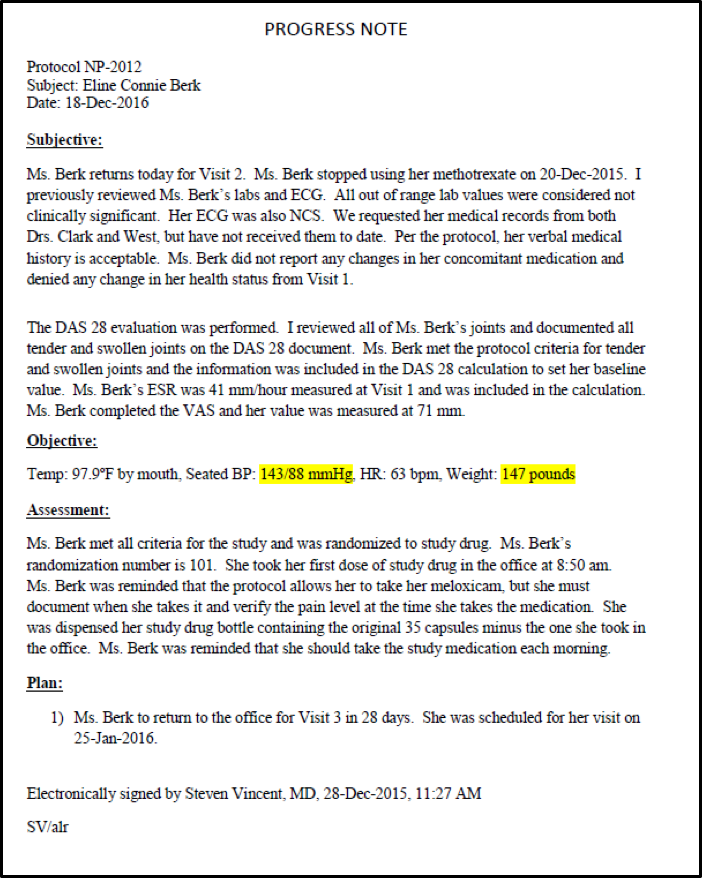 PROGRESS NOTE
Protocol NP-2012
Subject: Eline Connie Berk
Date: 18-Dec-2016
Subjective:
Ms. Berk returns today for Visit 2. Ms. Berk stopped using her methotrexate on 20-Dec-2015. I
previously reviewed Ms. Berk's labs and ECG. All out of range lab values were considered not
clinically significant. Her ECG was also NCS. We requested her medical records from both
Drs. Clark and West, but have not received them to date. Per the protocol, her verbal medical
history is acceptable. Ms. Berk did not report any changes in her concomitant medication and
denied any change in her health status from Visit 1.
The DAS 28 evaluation was performed. I reviewed all of Ms. Berk's joints and documented all
tender and swollen joints on the DAS 28 document. Ms. Berk met the protocol criteria for tender
and swollen joints and the information was included in the DAS 28 calculation to set her baseline
value. Ms. Berk's ESR was 41 mm/hour measured at Visit 1 and was included in the calculation.
Ms. Berk completed the VAS and her value was measured at 71 mm.
Objective:
Temp: 97.9°F by mouth, Seated BP: 143/88 mmHg, HR: 63 bpm, Weight: 147 pounds
Assessment:
Ms. Berk met all criteria for the study and was randomized to study drug. Ms. Berk's
randomization number is 101. She took her first dose of study drug in the office at 8:50 am.
Ms. Berk was reminded that the protocol allows her to take her meloxicam, but she must
document when she takes it and verify the pain level at the time she takes the medication. She
was dispensed her study drug bottle containing the original 35 capsules minus the one she took in
the office. Ms. Berk was reminded that she should take the study medication each morning.
Plan:
1) Ms. Berk to return to the office for Visit 3 in 28 days. She was scheduled for her visit on
25-Jan-2016.
Electronically signed by Steven Vincent, MD, 28-Dec-2015, 11:27 AM
SV/alr